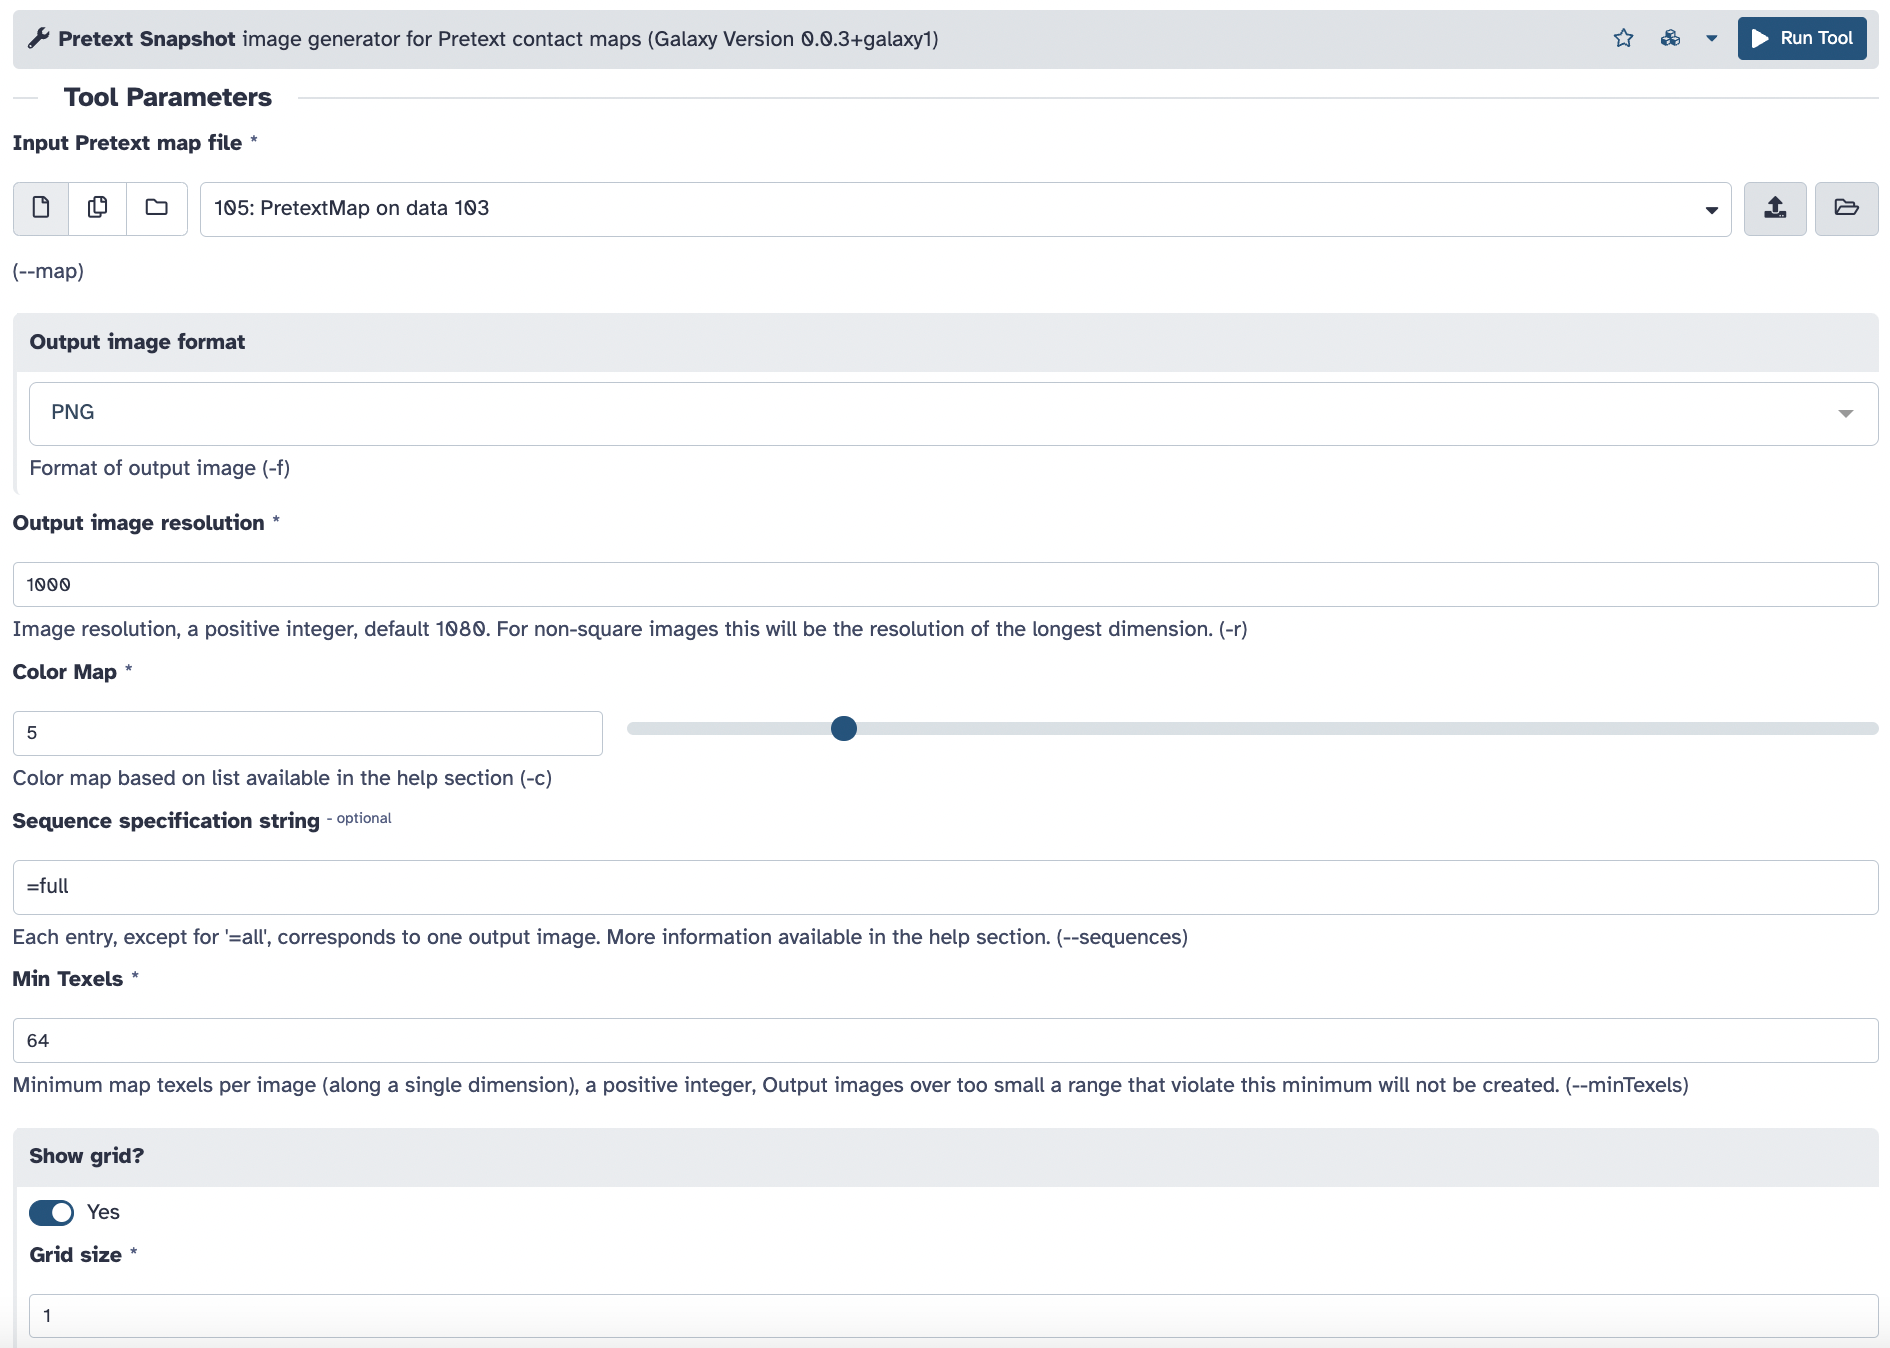 Pretext Snapshot image generator for Pretext contact maps (Galaxy Version 0.0.3+galaxy1)
Run Tool
Tool Parameters
Input Pretext map file *
105: PretextMap on data 103
(--map)
Output image format
PNG
Format of output image (-f)
Output image resolution *
1000
Image resolution, a positive integer, default 1080. For non-square images this will be the resolution of the longest dimension. (-r)
Color Map *
5
Color map based on list available in the help section (-c)
Sequence specification string - optional
=full
Each entry, except for '=all', corresponds to one output image. More information available in the help section. (--sequences)
Min Texels *
64
Minimum map texels per image (along a single dimension), a positive integer, Output images over too small a range that violate this minimum will not be created. (--minTexels)
Show grid?
Yes
Grid size *
1